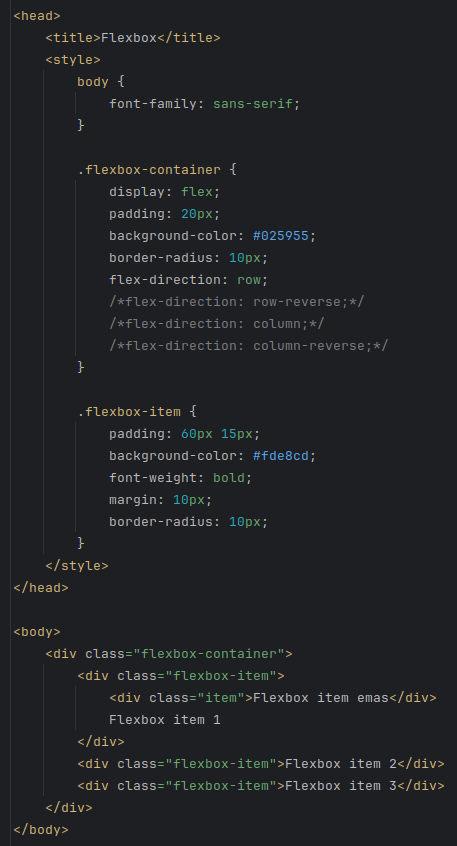 <head>
    <title>Flexbox</title>
    <style>
        body {
            font-family: sans-serif;
        }

        .flexbox-container {
            display: flex;
            padding: 20px;
            background-color: #025955;
            border-radius: 10px;
            flex-direction: row;
            /*flex-direction: row-reverse;*/
            /*flex-direction: column;*/
            /*flex-direction: column-reverse;*/
        }

        .flexbox-item {
            padding: 60px 15px;
            background-color: #fde8cd;
            font-weight: bold;
            margin: 10px;
            border-radius: 10px;
        }
    </style>
</head>

<body>
    <div class="flexbox-container">
        <div class="flexbox-item">
            <div class="item">Flexbox item emas</div>
            Flexbox item 1
        </div>
        <div class="flexbox-item">Flexbox item 2</div>
        <div class="flexbox-item">Flexbox item 3</div>
    </div>
</body>